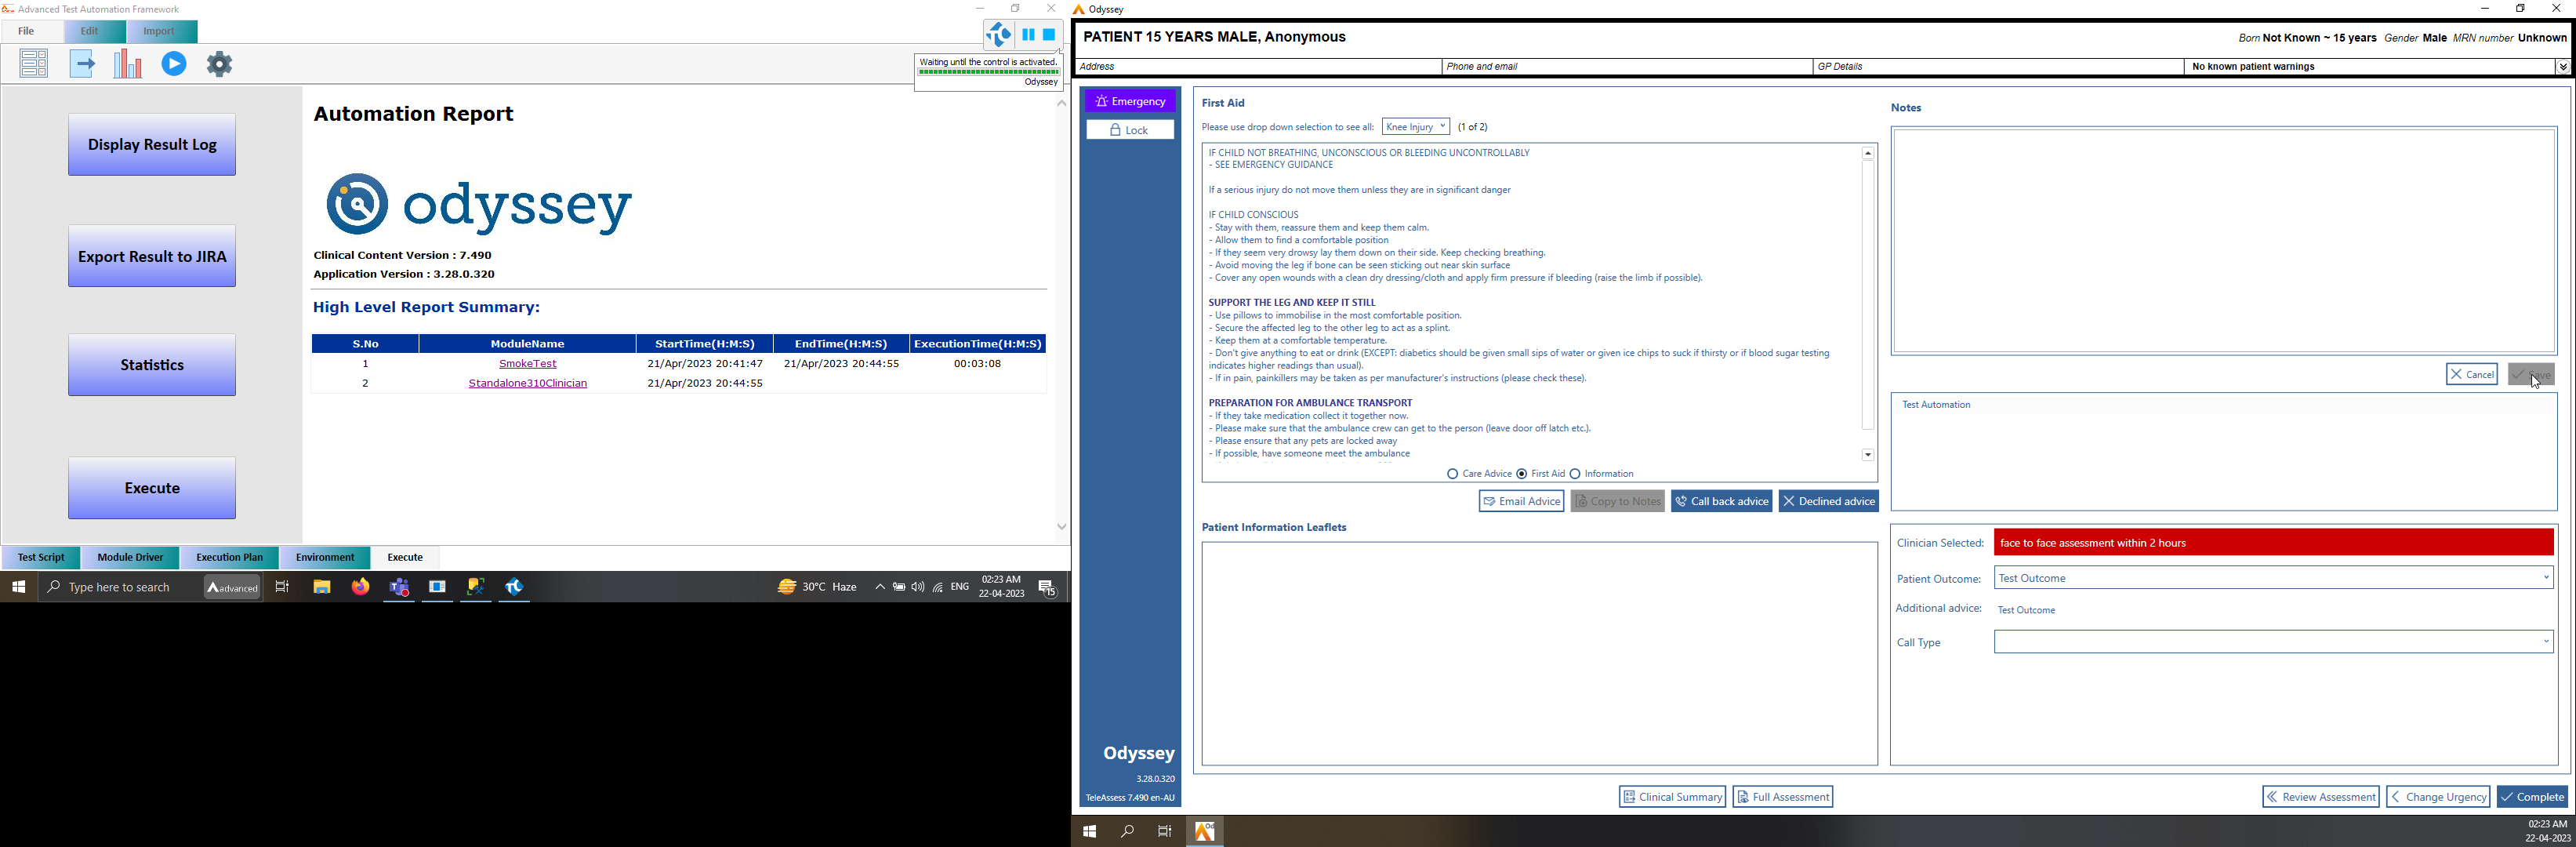 Advanced Test Automation Framework
File
Edit
Import
Waiting until the control is activated.
Odyssey
Display Result Log
Export Result to JIRA
Statistics
Execute
Automation Report
odyssey
Clinical Content Version : 7.490
Application Version : 3.28.0.320
High Level Report Summary:
S.No ModuleName StartTime(H:M:S) EndTime(H:M:S) ExecutionTime(H:M:S)
1 SmokeTest 21/Apr/2023 20:41:47 21/Apr/2023 20:44:55 00:03:08
2 Standalone310Clinician 21/Apr/2023 20:44:55
Test Script
Module Driver
Execution Plan
Environment
Execute
Type here to search
advanced
30°C Haze
ENG
02:23 AM
22-04-2023
15
Odyssey
PATIENT 15 YEARS MALE, Anonymous
Born Not Known ~ 15 years Gender Male MRN number Unknown
Address
Phone and email
GP Details
No known patient warnings
Emergency
Lock
Odyssey
3.28.0.320
TeleAssess 7.490 en-AU
First Aid
Please use drop down selection to see all: Knee Injury (1 of 2)
IF CHILD NOT BREATHING, UNCONSCIOUS OR BLEEDING UNCONTROLLABLY
- SEE EMERGENCY GUIDANCE
If a serious injury do not move them unless they are in significant danger
IF CHILD CONSCIOUS
- Stay with them, reassure them and keep them calm.
- Allow them to find a comfortable position
- If they seem very drowsy lay them down on their side. Keep checking breathing.
- Avoid moving the leg if bone can be seen sticking out near skin surface
- Cover any open wounds with a clean dry dressing/cloth and apply firm pressure if bleeding (raise the limb if possible).
SUPPORT THE LEG AND KEEP IT STILL
- Use pillows to immobilise in the most comfortable position.
- Secure the affected leg to the other leg to act as a splint.
- Keep them at a comfortable temperature.
- Don't give anything to eat or drink (EXCEPT: diabetics should be given small sips of water or given ice chips to suck if thirsty or if blood sugar testing
indicates higher readings than usual).
- If in pain, painkillers may be taken as per manufacturer's instructions (please check these).
PREPARATION FOR AMBULANCE TRANSPORT
- If they take medication collect it together now.
- Please make sure that the ambulance crew can get to the person (leave door off latch etc.).
- Please ensure that any pets are locked away
- If possible, have someone meet the ambulance
Care Advice First Aid Information
Email Advice
Copy to Notes
Call back advice
Declined advice
Patient Information Leaflets
Notes
Cancel
Test Automation
Clinician Selected: face to face assessment within 2 hours
Patient Outcome: Test Outcome
Additional advice: Test Outcome
Call Type
Clinical Summary
Full Assessment
Review Assessment
Change Urgency
Complete
02:23 AM
22-04-2023